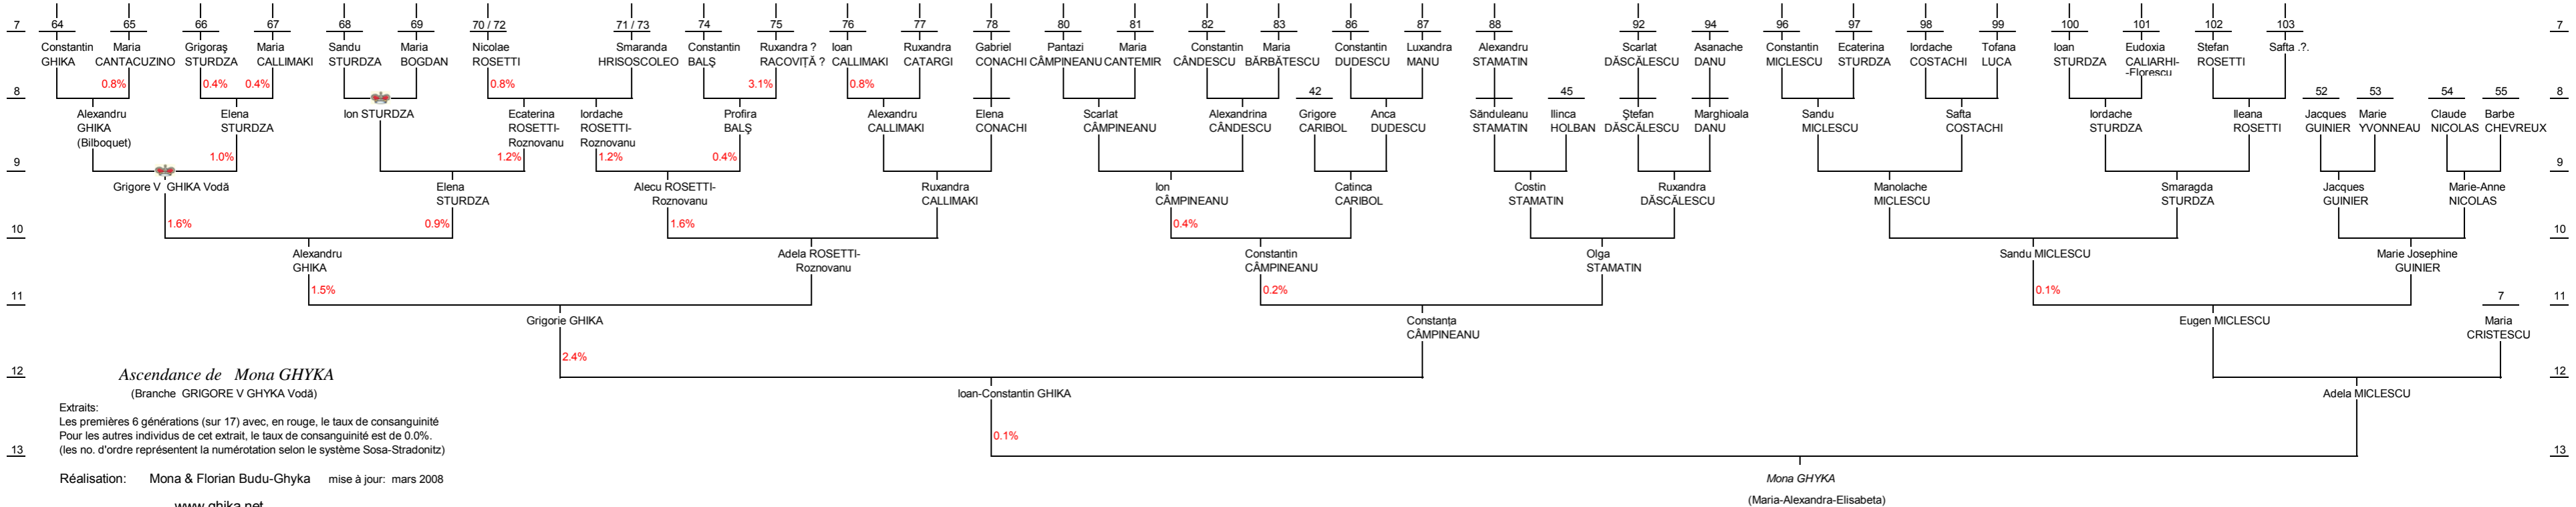 7 64 65 66 67 68 69 70 / 72 71 / 73 74 75 76 77 78 80 81 82 83 86 87 88 92 94 96 97 98 99 100 101 102 103 7
Constantin Maria Grigoraş Maria Sandu Maria Nicolae Smaranda Constantin Ruxandra ? Ioan Ruxandra Gabriel Pantazi Maria Constantin Maria Constantin Luxandra Alexandru Scarlat Asanache Constantin Ecaterina Iordache Tofana Ioan Eudoxia Stefan Safta .?.
GHIKA CANTACUZINO STURDZA CALLIMAKI STURDZA BOGDAN ROSETTI HRISOSCOLEO BALŞ RACOVIŢĂ ? CALLIMAKI CATARGI CONACHI CÂMPINEANU CANTEMIR CÂNDESCU BĂRBĂTESCU DUDESCU MANU STAMATIN DĂSCĂLESCU DANU MICLESCU STURDZA COSTACHI LUCA STURDZA CALIARHI- ROSETTI
-Florescu
0.8% 0.4% 0.4% 0.8% 3.1% 0.8%
8 42 45 52 53 54 55 8
Alexandru Elena Ion STURDZA Ecaterina Iordache Profira Alexandru Elena Scarlat Alexandrina Grigore Anca Sănduleanu Ilinca Ştefan Marghioala Sandu Safta Iordache Ileana Jacques Marie Claude Barbe
GHIKA STURDZA ROSETTI- ROSETTI- BALŞ CALLIMAKI CONACHI CÂMPINEANU CÂNDESCU CARIBOL DUDESCU STAMATIN HOLBAN DĂSCĂLESCU DANU MICLESCU COSTACHI STURDZA ROSETTI GUINIER YVONNEAU NICOLAS CHEVREUX
(Bilboquet) Roznovanu Roznovanu
1.0% 1.2% 1.2% 0.4%
9 9
Grigore V GHIKA Vodă Elena Alecu ROSETTI- Ruxandra Ion Catinca Costin Ruxandra Manolache Smaragda Jacques Marie-Anne
STURDZA Roznovanu CALLIMAKI CÂMPINEANU CARIBOL STAMATIN DĂSCĂLESCU MICLESCU STURDZA GUINIER NICOLAS
1.6% 0.9% 1.6% 0.4%
10 10
Alexandru Adela ROSETTI- Constantin Olga Sandu MICLESCU Marie Josephine
GHIKA Roznovanu CÂMPINEANU STAMATIN GUINIER
1.5% 0.2% 0.1%
11 7 11
Grigorie GHIKA Constanţa Eugen MICLESCU Maria
CÂMPINEANU CRISTESCU
2.4%
12 12
Ioan-Constantin GHIKA Adela MICLESCU
0.1%
13 13
Mona GHYKA
(Maria-Alexandra-Elisabeta)
Ascendance de Mona GHYKA
(Branche GRIGORE V GHYKA Vodă)
Extraits:
Les premières 6 générations (sur 17) avec, en rouge, le taux de consanguinité
Pour les autres individus de cet extrait, le taux de consanguinité est de 0.0%.
(les no. d'ordre représentent la numérotation selon le système Sosa-Stradonitz)
Réalisation: Mona & Florian Budu-Ghyka mise à jour: mars 2008
www.ghika.net